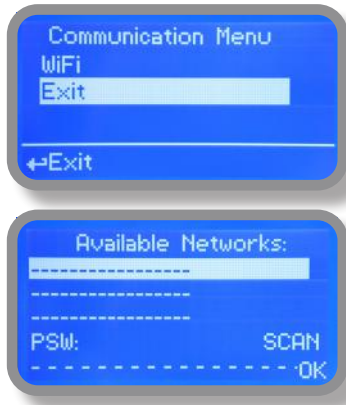 Communication Menu
WiFi
Exit
↩Exit
Available Networks:
-----------------
-----------------
-----------------
PSW: SCAN
- - - - - - - - - - - - - - - - -OK